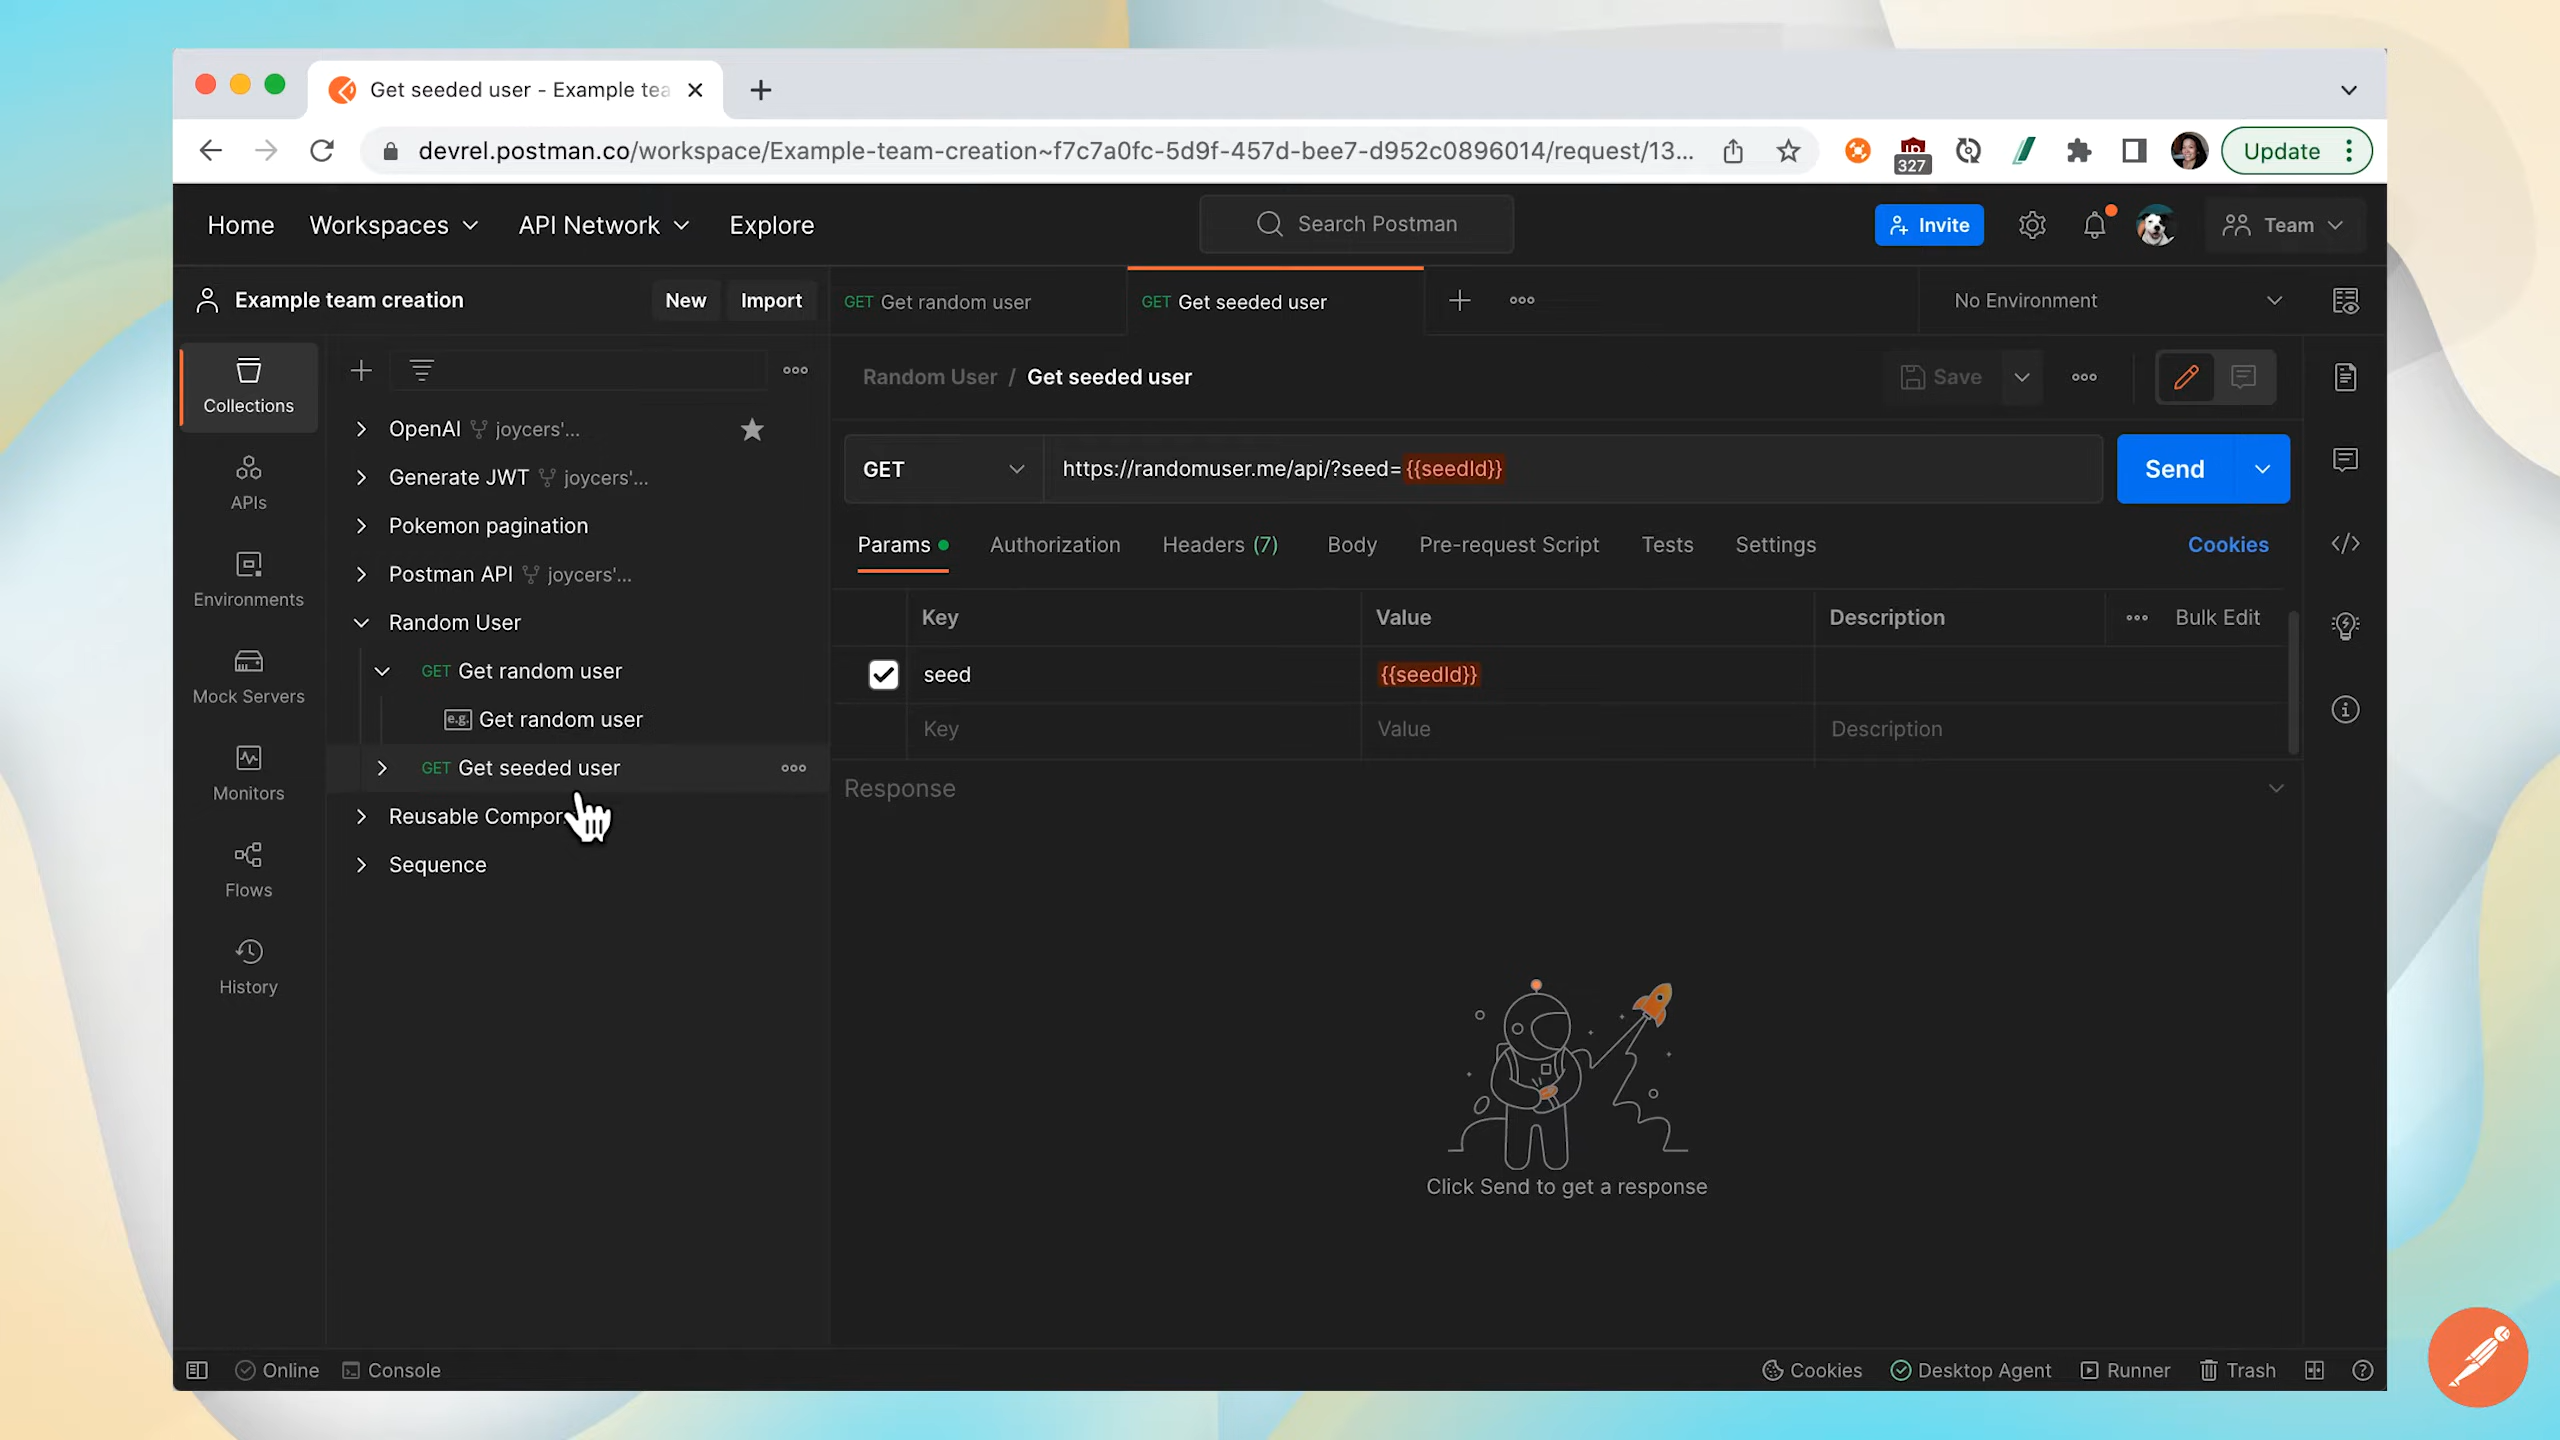 Get seeded user - Example tea
devrel.postman.co/workspace/Example-team-creation~f7c7a0fc-5d9f-457d-bee7-d952c0896014/request/13...
327
Update
Home
Workspaces
API Network
Explore
Search Postman
Invite
Team
Example team creation
New
Import
GET Get random user
GET Get seeded user
No Environment
Collections
APIs
Environments
Mock Servers
Monitors
Flows
History
OpenAI joycers'...
Generate JWT joycers'...
Pokemon pagination
Postman API joycers'...
Random User
GET Get random user
e.g. Get random user
GET Get seeded user
Reusable Compor
Sequence
Random User / Get seeded user
Save
GET
https://randomuser.me/api/?seed={{seedId}}
Send
Params
Authorization
Headers (7)
Body
Pre-request Script
Tests
Settings
Cookies
Key Value Description
Bulk Edit
seed {{seedId}}
Key Value Description
Response
Click Send to get a response
Online
Console
Cookies
Desktop Agent
Runner
Trash